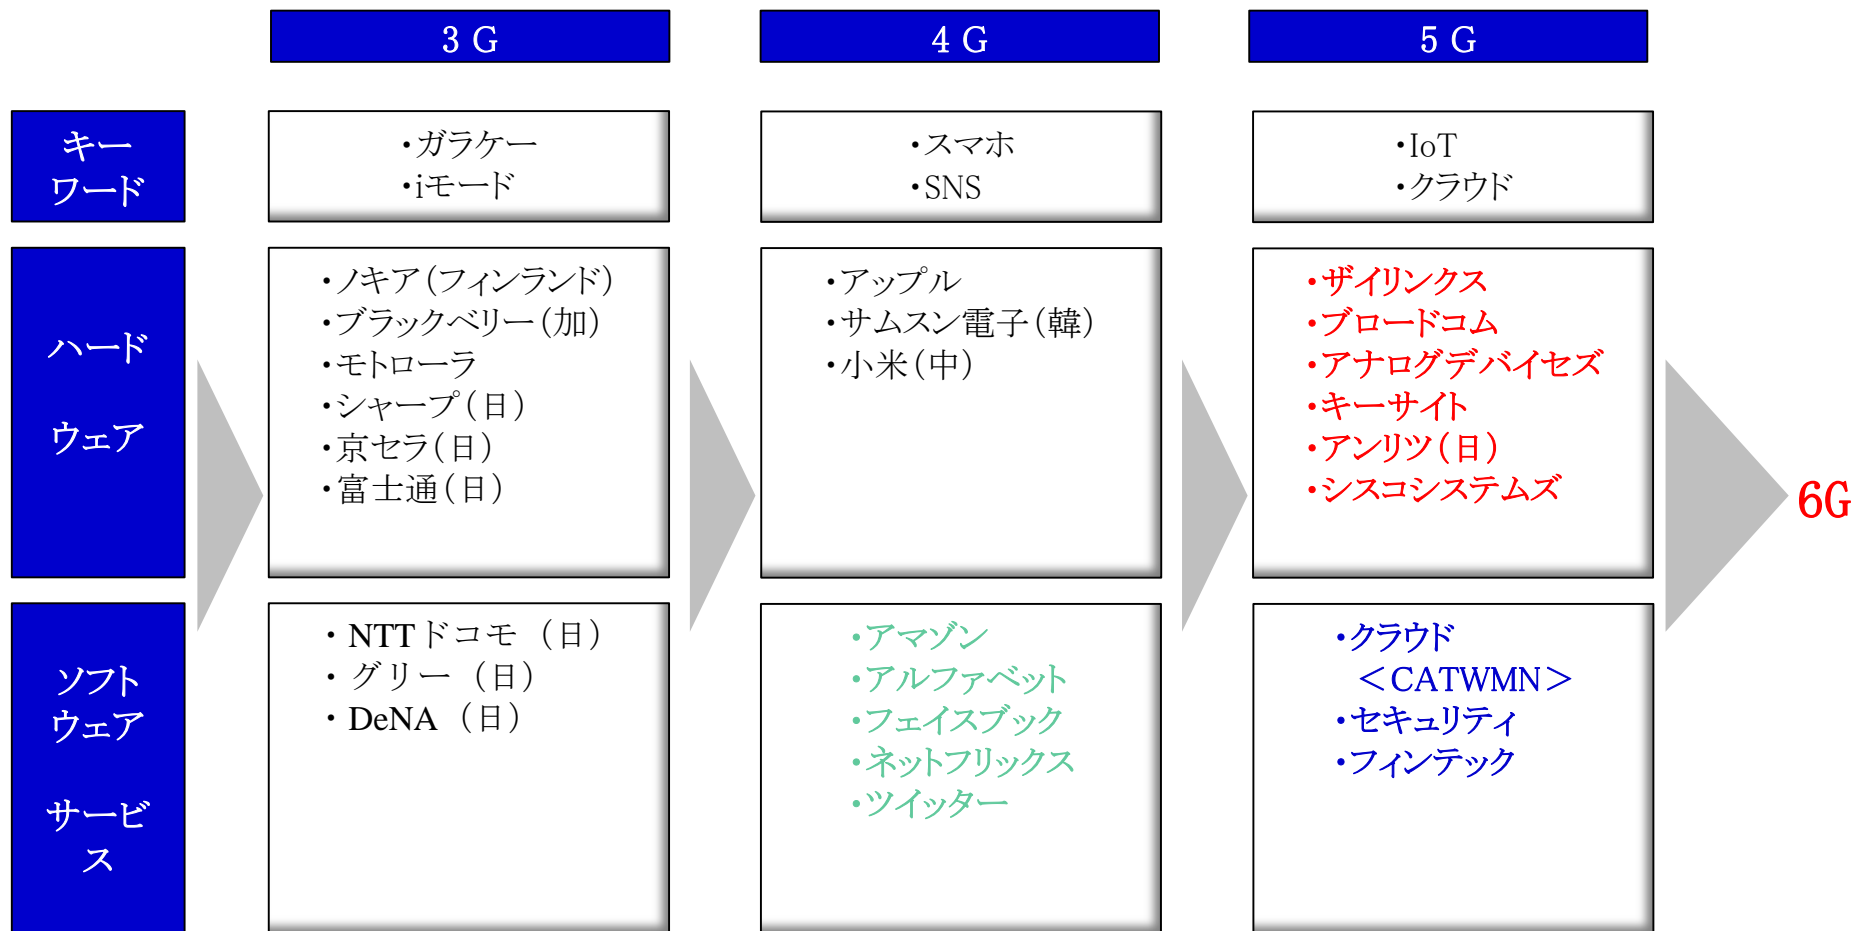 3 G
4 G
5 G
キー
ワード
・ガラケー
・iモード
・スマホ
・SNS
・IoT
・クラウド
ハード
ウェア
・ノキア(フィンランド)
・ブラックベリー(加)
・モトローラ
・シャープ(日)
・京セラ(日)
・富士通(日)
・アップル
・サムスン電子(韓)
・小米(中)
・ザイリンクス
・ブロードコム
・アナログデバイセズ
・キーサイト
・アンリツ(日)
・シスコシステムズ
6G
ソフト
ウェア
サービ
ス
・NTTドコモ (日)
・グリー (日)
・DeNA (日)
・アマゾン
・アルファベット
・フェイスブック
・ネットフリックス
・ツイッター
・クラウド
<CATWMN>
・セキュリティ
・フィンテック